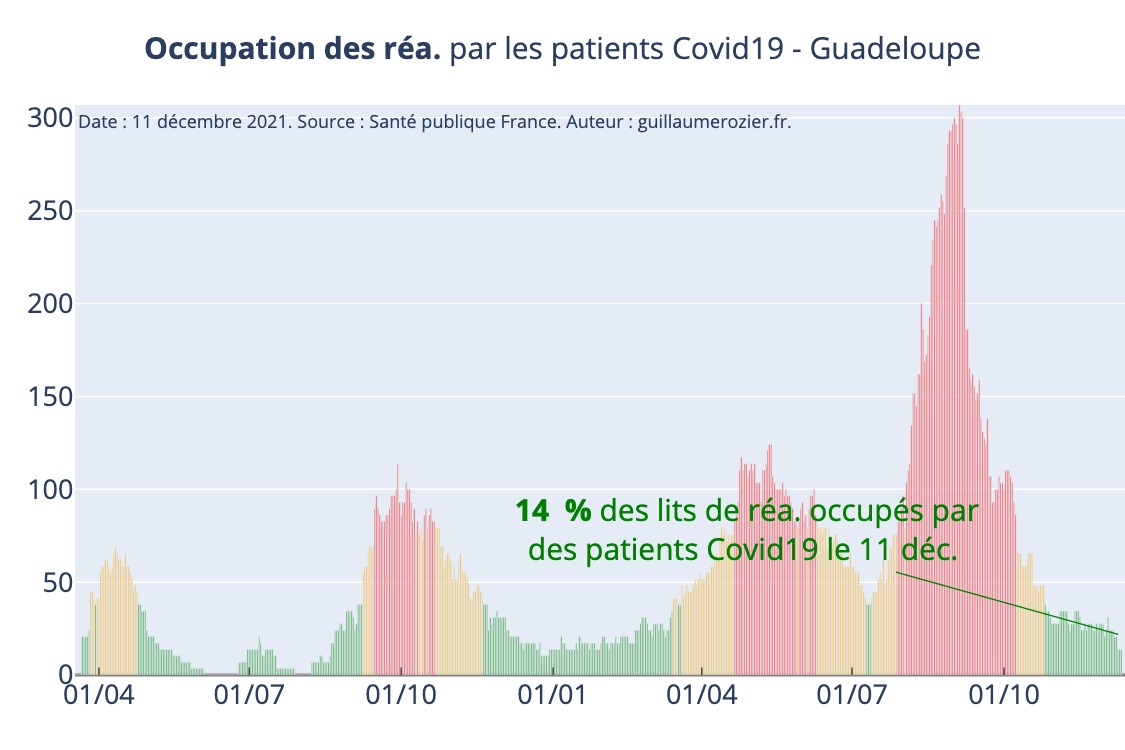 Occupation des réa. par les patients Covid19 - Guadeloupe
300
Date : 11 décembre 2021. Source : Santé publique France. Auteur : guillaumerozier.fr.
250
200
150
100
14 % des lits de réa. occupés par
des patients Covid19 le 11 déc.
50
0
01/04 01/07 01/10 01/01 01/04 01/07 01/10